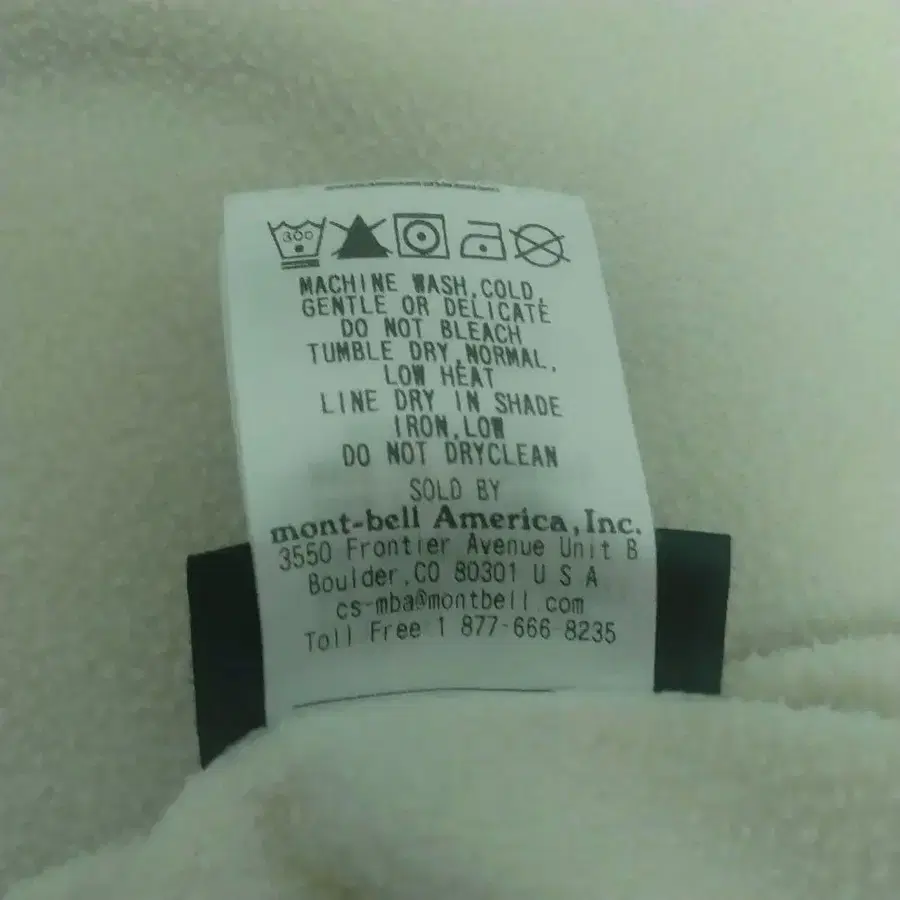 30°
MACHINE WASH,COLD,
GENTLE OR DELICATE
DO NOT BLEACH
TUMBLE DRY,NORMAL,
LOW HEAT
LINE DRY IN SHADE
IRON,LOW
DO NOT DRYCLEAN
SOLD BY
mont-bell America,Inc.
3550 Frontier Avenue Unit B
Boulder,CO 80301 U S A
cs-mba@montbell.com
Toll Free 1 877-666 8235